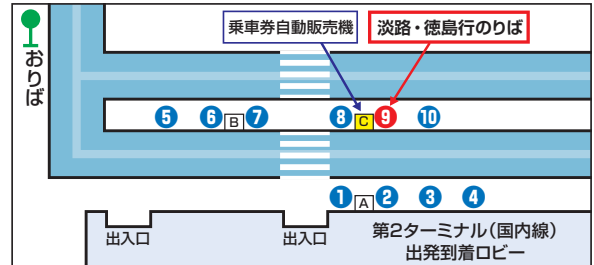 乗車券自動販売機
淡路・徳島行のりば
おりば
5 6 B 7 8 C 9 10
1 A 2 3 4
出入口
出入口
第2ターミナル(国内線)
出発到着ロビー